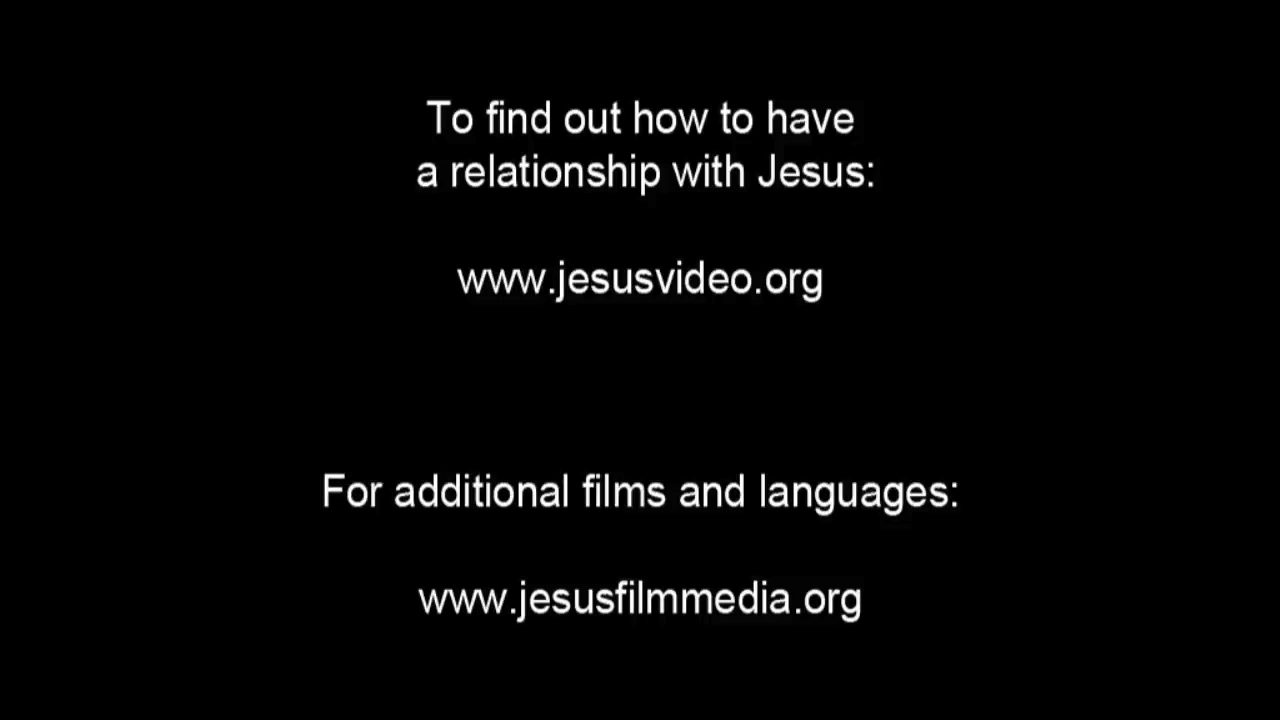 To find out how to have
a relationship with Jesus:
www.jesusvideo.org
For additional films and languages:
www.jesusfilmmedia.org